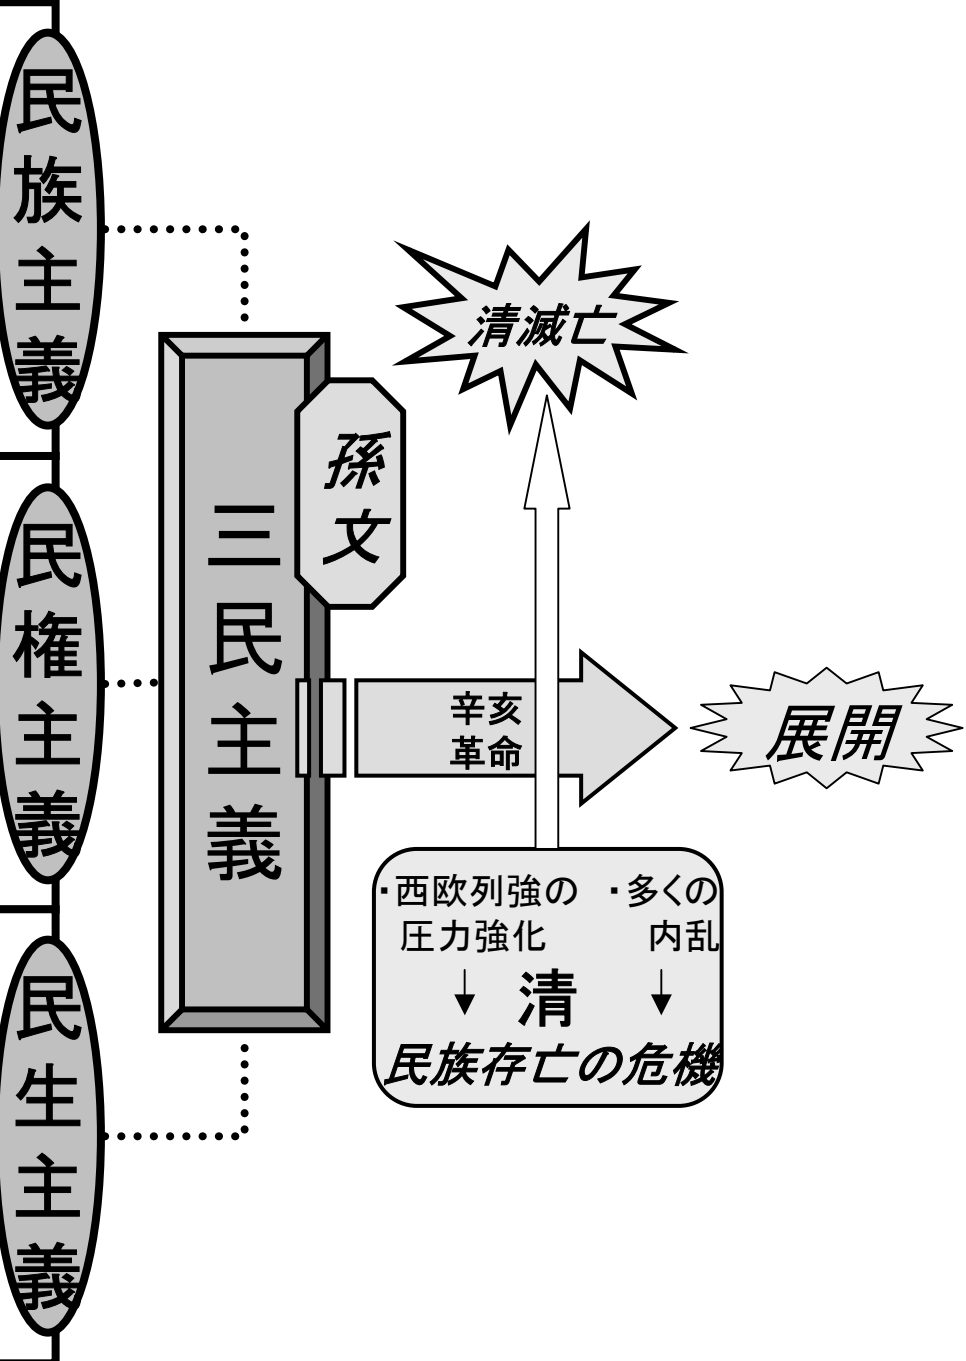 民族主義
民権主義
民生主義
三民主義
孫文
清滅亡
辛亥
革命
展開
・西欧列強の
圧力強化
・多くの
内乱
清
民族存亡の危機